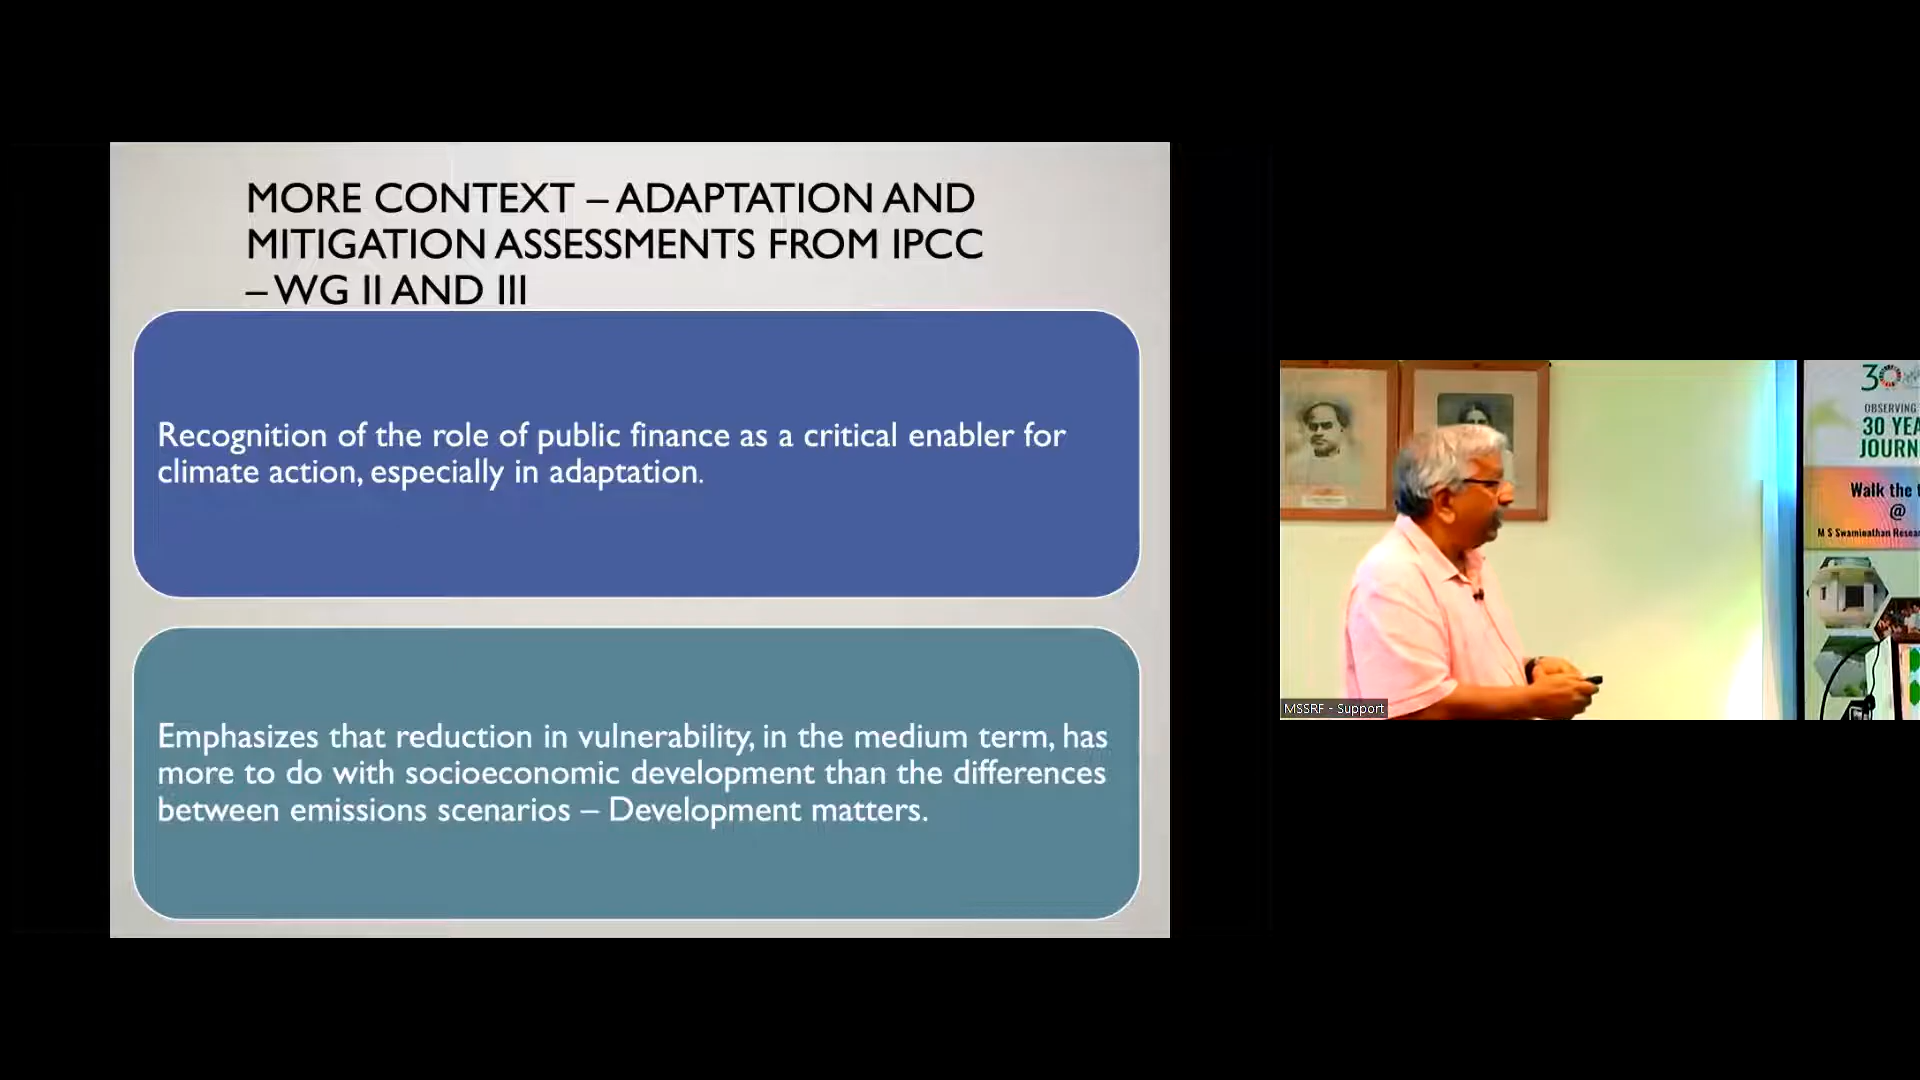 MORE CONTEXT – ADAPTATION AND
MITIGATION ASSESSMENTS FROM IPCC
– WG II AND III
Recognition of the role of public finance as a critical enabler for
climate action, especially in adaptation.
Emphasizes that reduction in vulnerability, in the medium term, has
more to do with socioeconomic development than the differences
between emissions scenarios – Development matters.
MSSRF - Support
30
OBSERVING
30 YEA
JOURN
Walk the
@
M S Swaminathan Resea